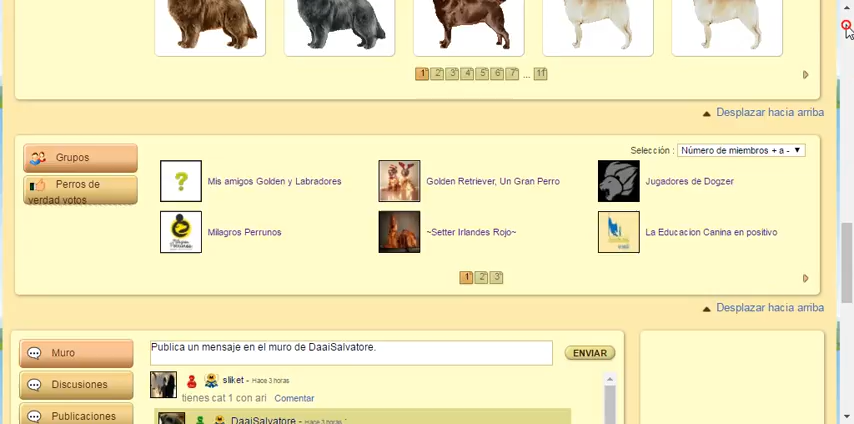 1 2 3 4 5 6 7 ... 11
Desplazar hacia arriba
Selección : Número de miembros + a -
Grupos
Perros de
verdad votos
Mis amigos Golden y Labradores
Golden Retriever, Un Gran Perro
Jugadores de Dogzer
Milagros Perrunos
~Setter Irlandes Rojo~
La Educacion Canina en positivo
1 2 3
Desplazar hacia arriba
Muro
Discusiones
Publicaciones
Publica un mensaje en el muro de DaaiSalvatore.
ENVIAR
sliket - Hace 3 horas
tienes cat 1 con ari Comentar
DaaiSalvatore - Hace 3 horas